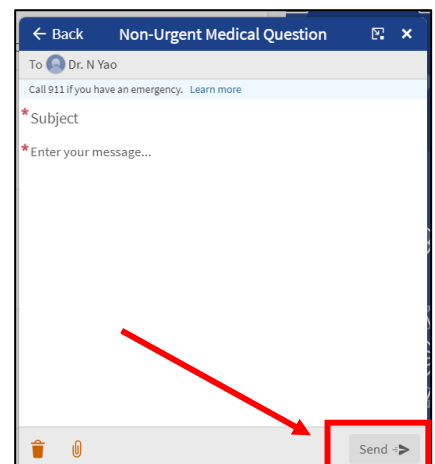 ← Back Non-Urgent Medical Question
To Dr. N Yao
Call 911 if you have an emergency. Learn more
*Subject
*Enter your message...
Send